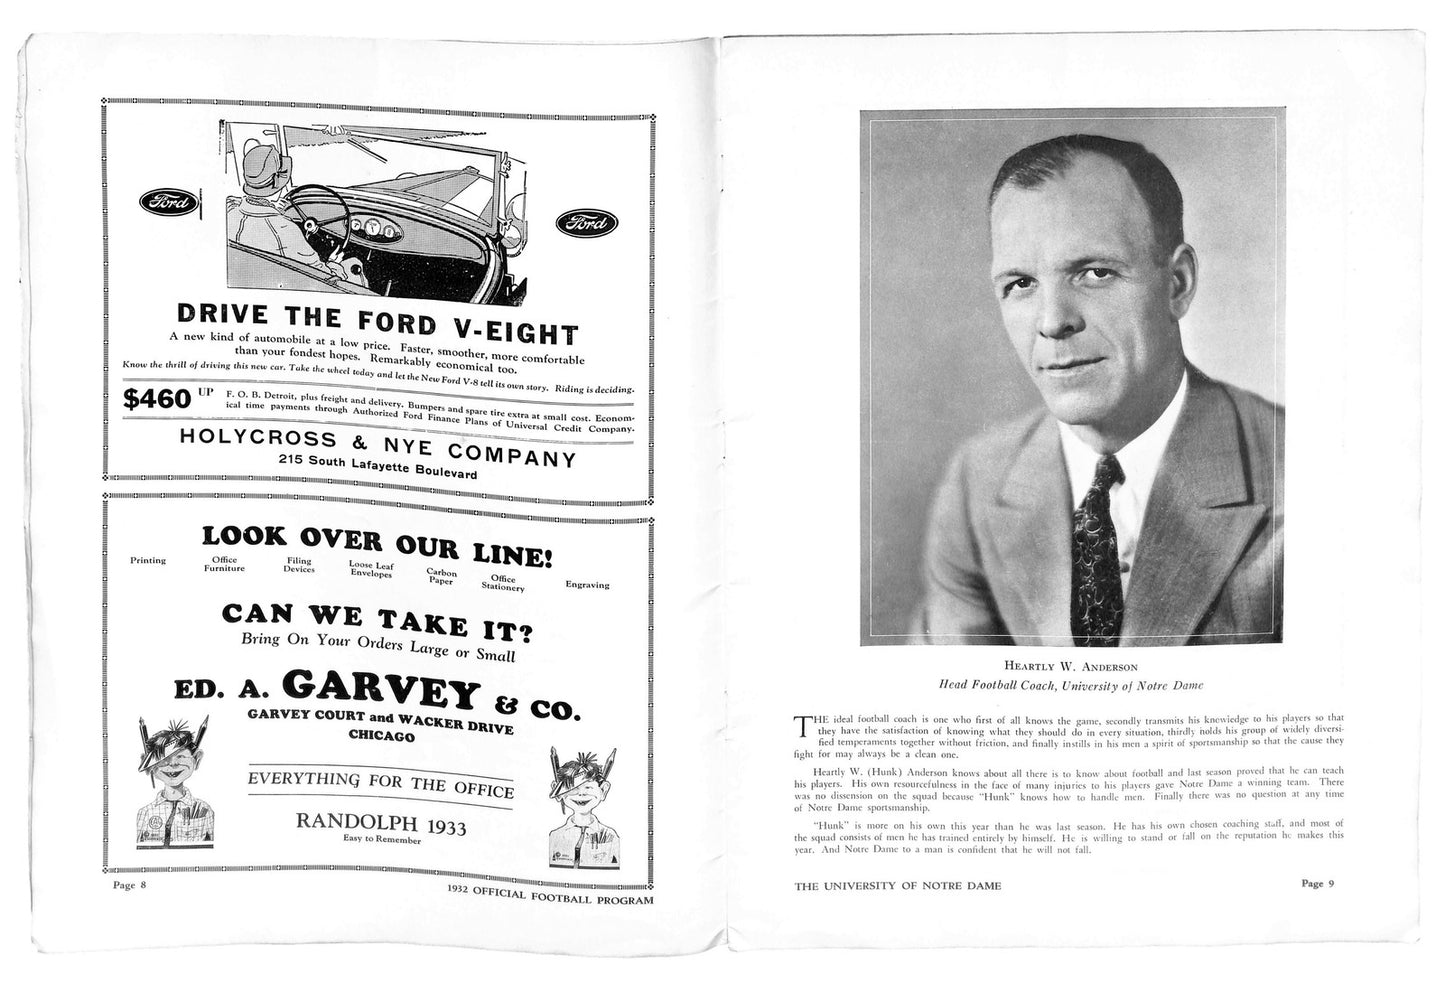 Ford
Ford
DRIVE THE FORD V-EIGHT
A new kind of automobile at a low price. Faster, smoother, more comfortable
than your fondest hopes. Remarkably economical too.
Know the thrill of driving this new car. Take the wheel today and let the New Ford V-8 tell its own story. Riding is deciding.
$460 UP
F. O. B. Detroit, plus freight and delivery. Bumpers and spare tire extra at small cost. Econom-
ical time payments through Authorized Ford Finance Plans of Universal Credit Company.
HOLYCROSS & NYE COMPANY
215 South Lafayette Boulevard
LOOK OVER OUR LINE!
Printing
Office
Furniture
Filing
Devices
Loose Leaf
Envelopes
Carbon
Paper
Office
Stationery
Engraving
CAN WE TAKE IT?
Bring On Your Orders Large or Small
ED. A. GARVEY & CO.
GARVEY COURT and WACKER DRIVE
CHICAGO
EVERYTHING FOR THE OFFICE
RANDOLPH 1933
Easy to Remember
Page 8
1932 OFFICIAL FOOTBALL PROGRAM
HEARTLY W. ANDERSON
Head Football Coach, University of Notre Dame
THE ideal football coach is one who first of all knows the game, secondly transmits his knowledge to his players so that
they have the satisfaction of knowing what they should do in every situation, thirdly holds his group of widely diversi-
fied temperaments together without friction, and finally instills in his men a spirit of sportsmanship so that the cause they
fight for may always be a clean one.
Heartly W. (Hunk) Anderson knows about all there is to know about football and last season proved that he can teach
his players. His own resourcefulness in the face of many injuries to his players gave Notre Dame a winning team. There
was no dissension on the squad because "Hunk" knows how to handle men. Finally there was no question at any time
of Notre Dame sportsmanship.
"Hunk" is more on his own this year than he was last season. He has his own chosen coaching staff, and most of
the squad consists of men he has trained entirely by himself. He is willing to stand or fall on the reputation he makes this
year. And Notre Dame to a man is confident that he will not fall.
THE UNIVERSITY OF NOTRE DAME
Page 9